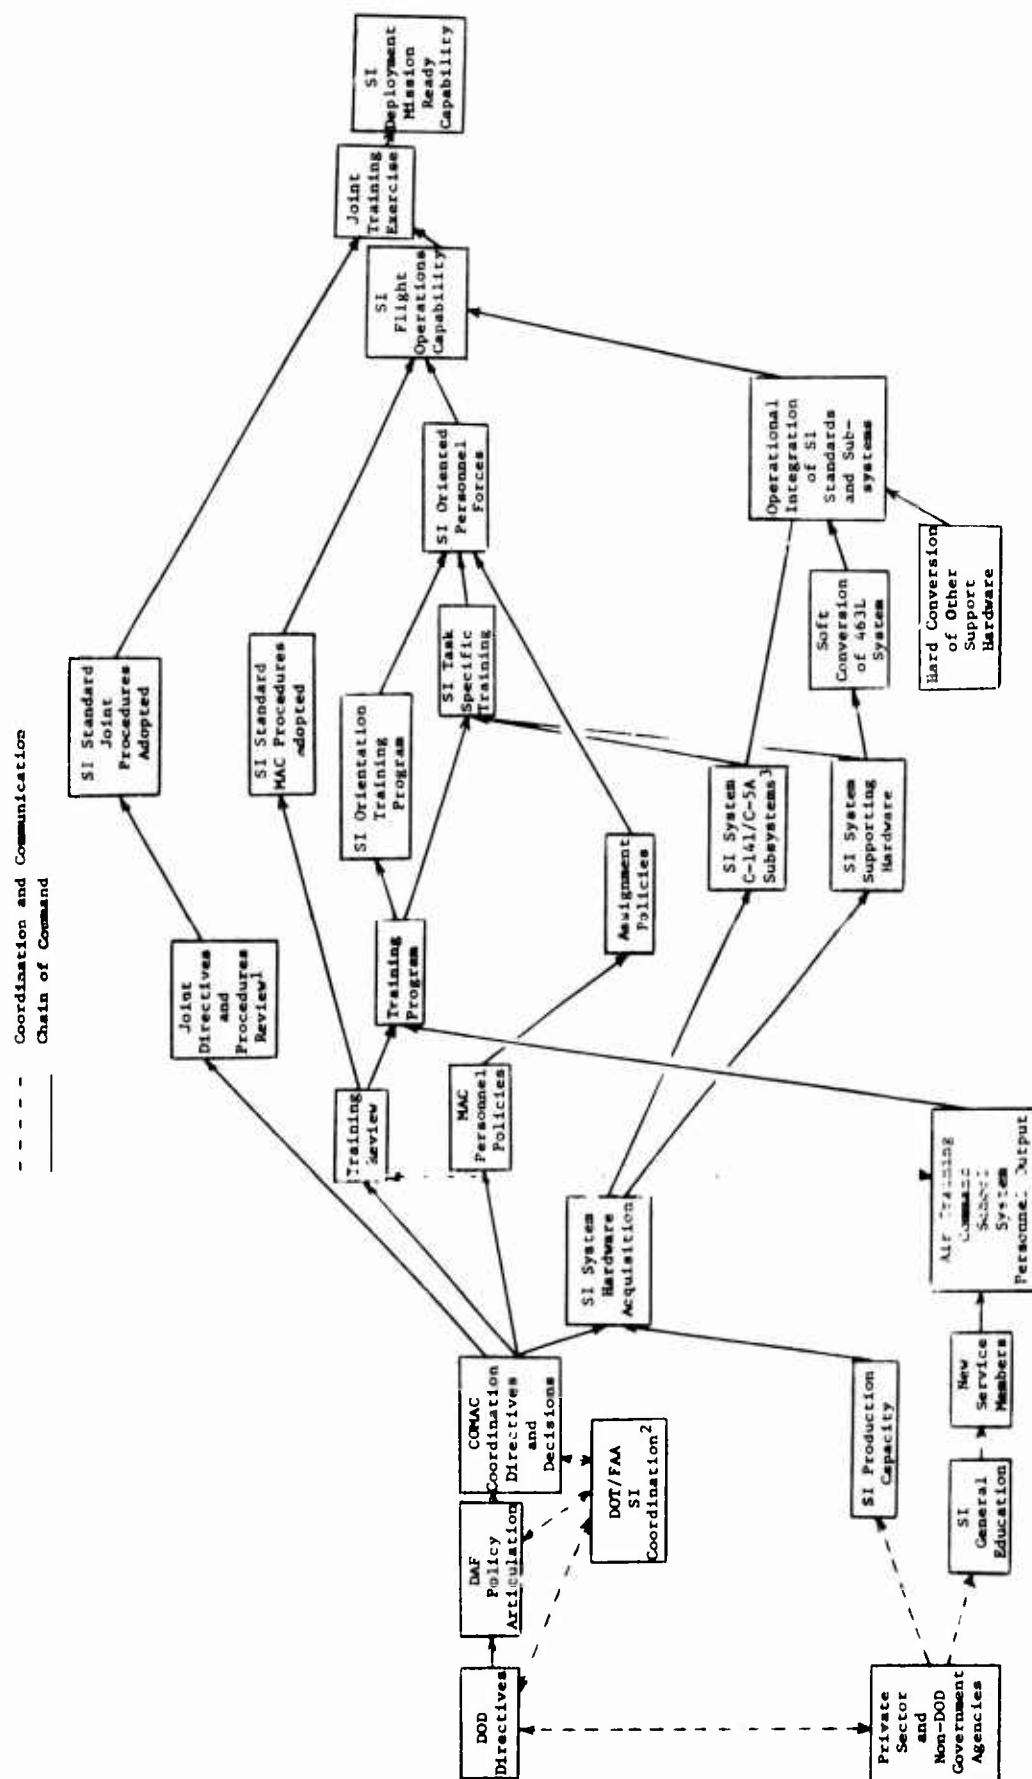 - - - - - Coordination and Communication
Chain of Command
SI
Deployment
Mission
Ready
Capability
Joint
Training
Exercise
SI
Flight
Operations
Capability
SI Standard
Joint
Procedures
Adopted
SI Standard
MAC Procedures
Adopted
SI Oriented
Personnel
Forces
SI Orientation
Training
Program
SI Task
Specific
Training
Operational
Integration
of SI
Standards
and Sub-
systems
Soft
Conversion
of 463L
System
Hard Conversion
of Other
Support
Hardware
Joint
Directives
and
Procedures
Review1
Training
Program
Assignment
Policies
SI System
C-141/C-5A
Subsystems3
SI System
Supporting
Hardware
Training
Review
MAC
Personnel
Policies
SI System
Hardware
Acquisition
Air Training
Command
School
System
Personnel Output
COMAC
Coordination
Directives
and
Decisions
DOT/FAA
SI
Coordination2
SI Production
Capacity
New
Service
Members
DAF
Policy
Articulation
SI
General
Education
DOD
Directives
Private
Sector
and
Non-DOD
Government
Agencies